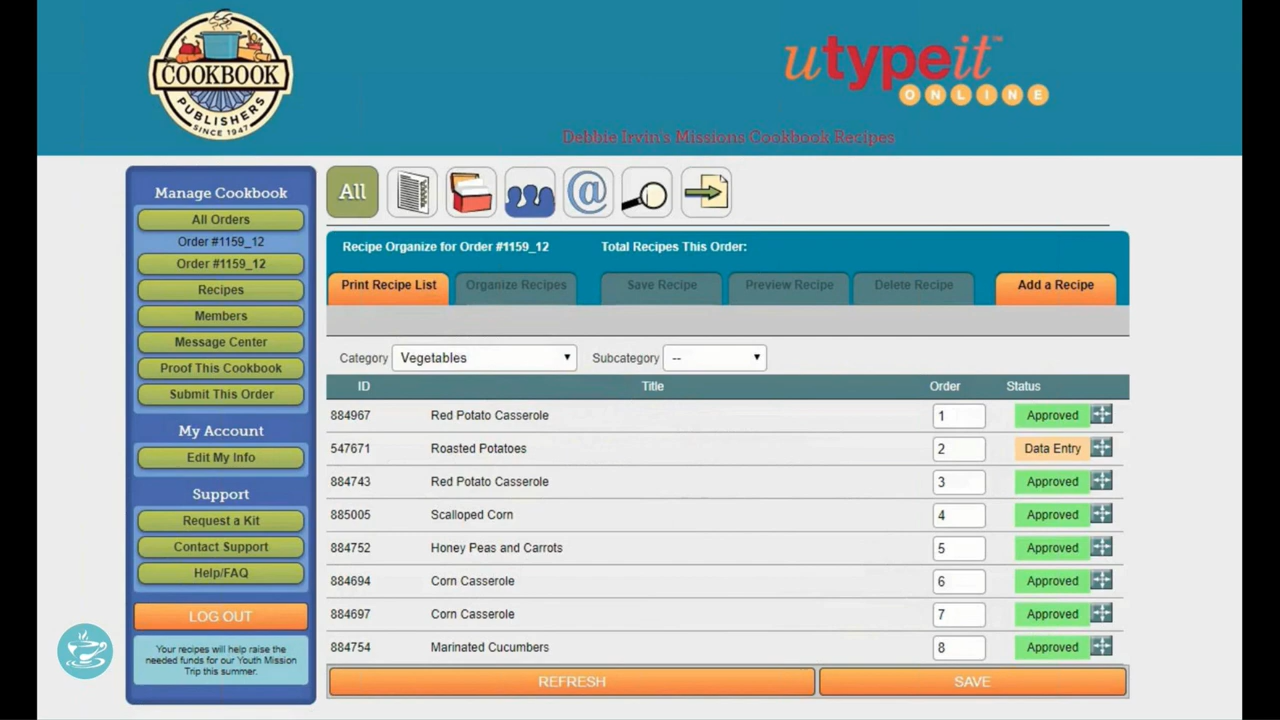 COOKBOOK
PUBLISHERS
SINCE 1947
utypeit™
ONLINE
Debbie Irvin's Missions Cookbook Recipes
Manage Cookbook
All Orders
Order #1159_12
Order #1159_12
Recipes
Members
Message Center
Proof This Cookbook
Submit This Order
My Account
Edit My Info
Support
Request a Kit
Contact Support
Help/FAQ
LOG OUT
Your recipes will help raise the
needed funds for our Youth Mission
Trip this summer.
All
@
Recipe Organize for Order #1159_12 Total Recipes This Order:
Print Recipe List Organize Recipes Save Recipe Preview Recipe Delete Recipe Add a Recipe
Category Vegetables Subcategory --
ID Title Order Status
884967 Red Potato Casserole 1 Approved
547671 Roasted Potatoes 2 Data Entry
884743 Red Potato Casserole 3 Approved
885005 Scalloped Corn 4 Approved
884752 Honey Peas and Carrots 5 Approved
884694 Corn Casserole 6 Approved
884697 Corn Casserole 7 Approved
884754 Marinated Cucumbers 8 Approved
REFRESH SAVE